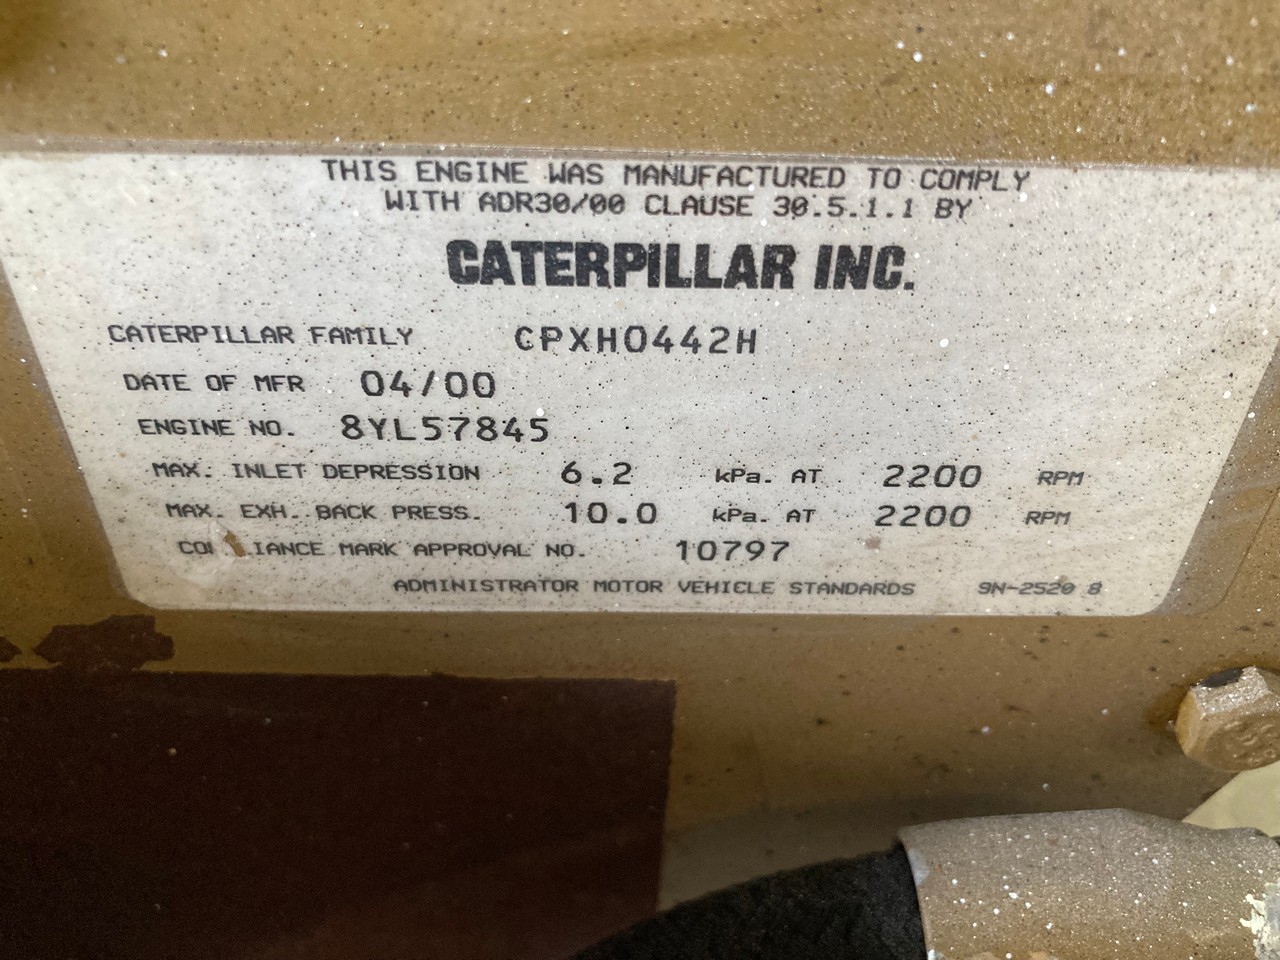 THIS ENGINE WAS MANUFACTURED TO COMPLY
WITH ADR30/00 CLAUSE 30.5.1.1 BY
CATERPILLAR INC.
CATERPILLAR FAMILY CPXH0442H
DATE OF MFR 04/00
ENGINE NO. 8YL57845
MAX. INLET DEPRESSION 6.2 kPa. AT 2200 RPM
MAX. EXH. BACK PRESS. 10.0 kPa. AT 2200 RPM
MARK APPROVAL NO. 10797
ADMINISTRATOR MOTOR VEHICLE STANDARDS 9N-2520 8